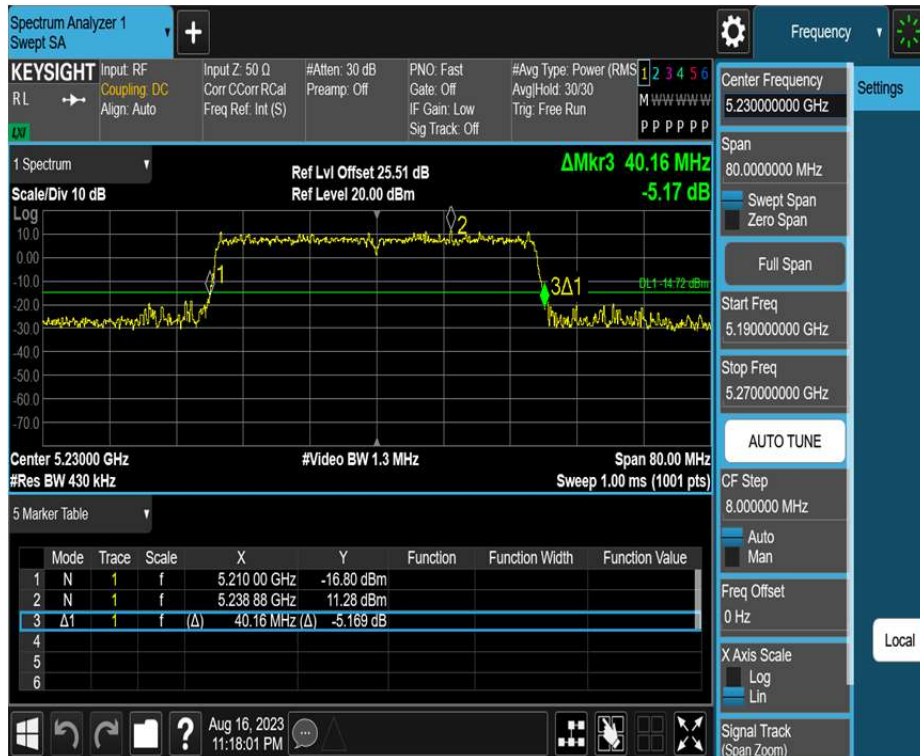 Spectrum Analyzer 1
Swept SA
+
Frequency
KEYSIGHT
RL
LXI
Input: RF
Coupling: DC
Align: Auto
Input Z: 50 Ω
Corr CCorr RCal
Freq Ref: Int (S)
#Atten: 30 dB
Preamp: Off
PNO: Fast
Gate: Off
IF Gain: Low
Sig Track: Off
#Avg Type: Power (RMS
Avg|Hold: 30/30
Trig: Free Run
1 2 3 4 5 6
M W W W W W
P P P P P P
1 Spectrum
Scale/Div 10 dB
Ref Lvl Offset 25.51 dB
Ref Level 20.00 dBm
ΔMkr3 40.16 MHz
-5.17 dB
Log
10.0
0.00
-10.0
-20.0
-30.0
-40.0
-50.0
-60.0
-70.0
1
2
3Δ1
DL1 -14.72 dBm
Center 5.23000 GHz
#Video BW 1.3 MHz
Span 80.00 MHz
#Res BW 430 kHz
Sweep 1.00 ms (1001 pts)
5 Marker Table
Mode Trace Scale X Y Function Function Width Function Value
1 N 1 f 5.210 00 GHz -16.80 dBm
2 N 1 f 5.238 88 GHz 11.28 dBm
3 Δ1 1 f (Δ) 40.16 MHz (Δ) -5.169 dB
4
5
6
?
Aug 16, 2023
11:18:01 PM
Center Frequency
5.230000000 GHz
Settings
Span
80.0000000 MHz
Swept Span
Zero Span
Full Span
Start Freq
5.190000000 GHz
Stop Freq
5.270000000 GHz
AUTO TUNE
CF Step
8.000000 MHz
Auto
Man
Freq Offset
0 Hz
Local
X Axis Scale
Log
Lin
Signal Track
(Span Zoom)